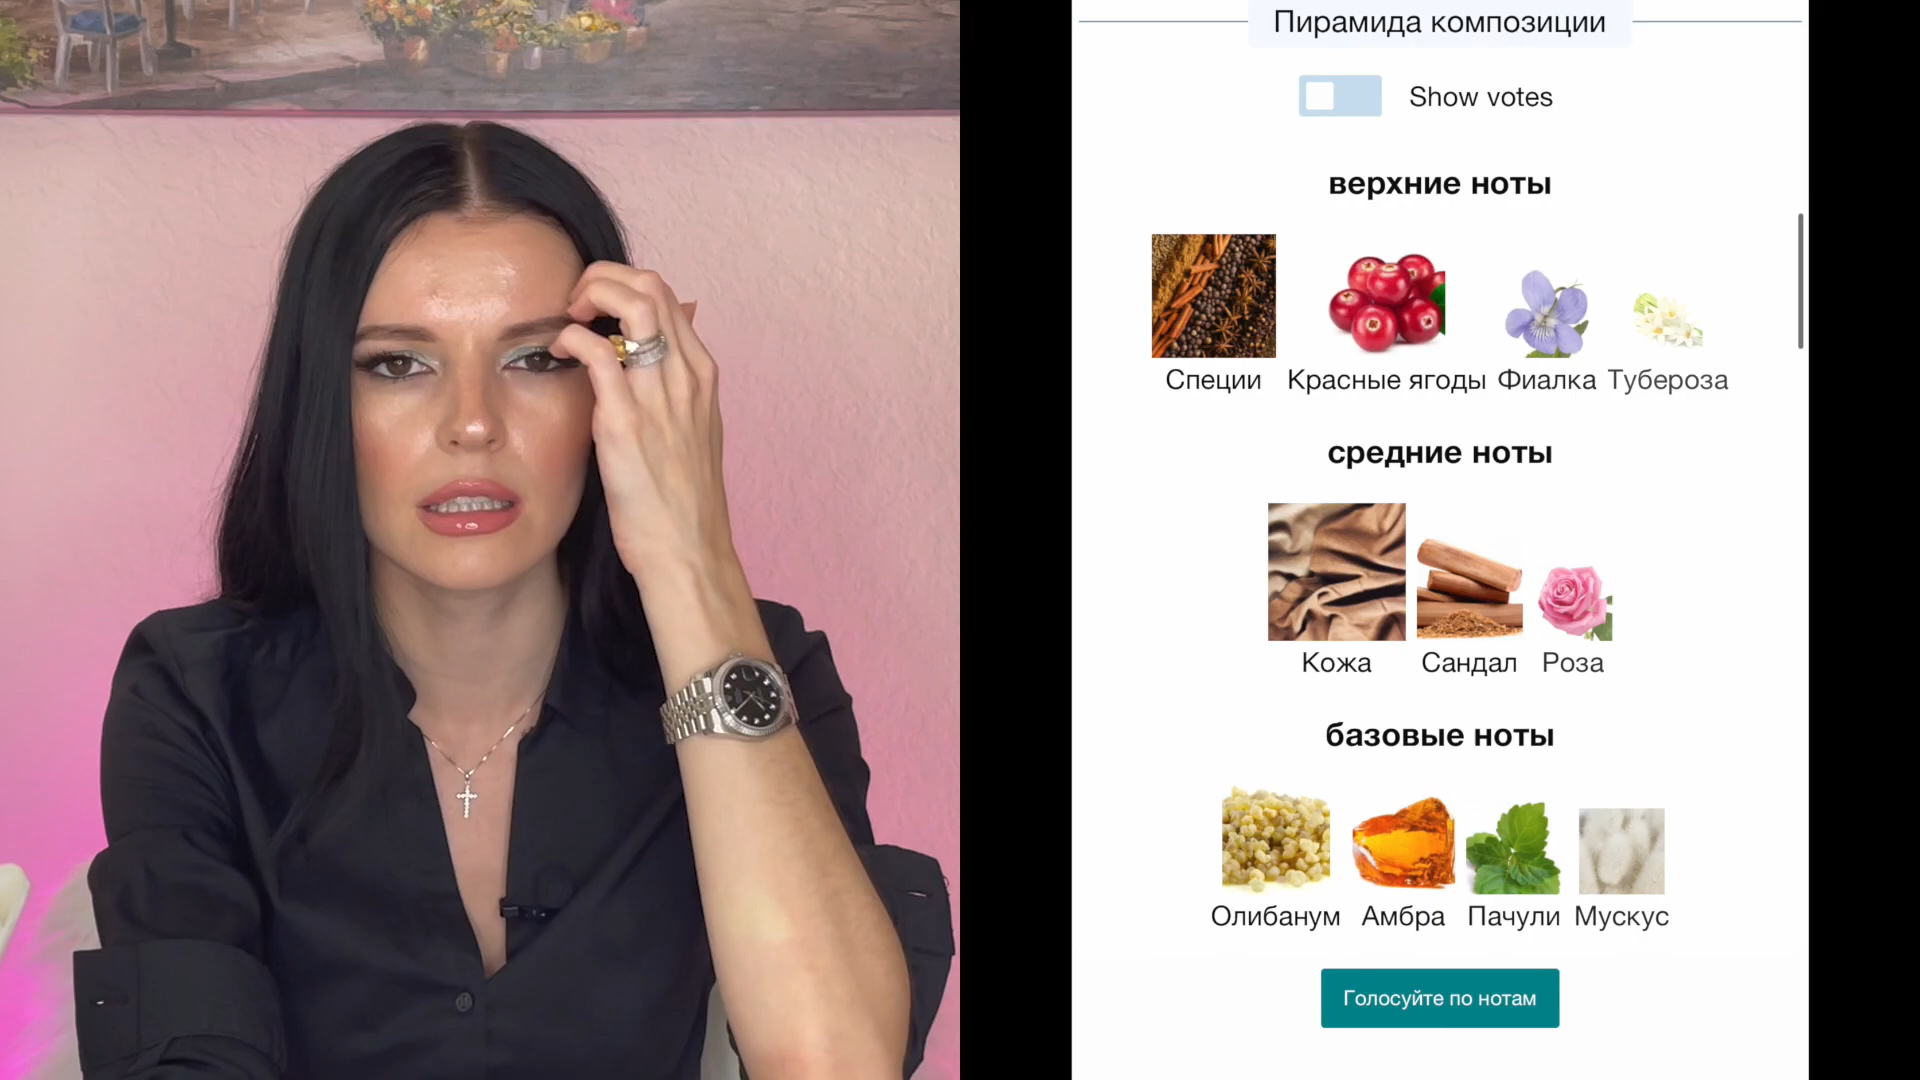 Пирамида композиции
Show votes
верхние ноты
Специи Красные ягоды Фиалка Тубероза
средние ноты
Кожа Сандал Роза
базовые ноты
Олибанум Амбра Пачули Мускус
Голосуйте по нотам